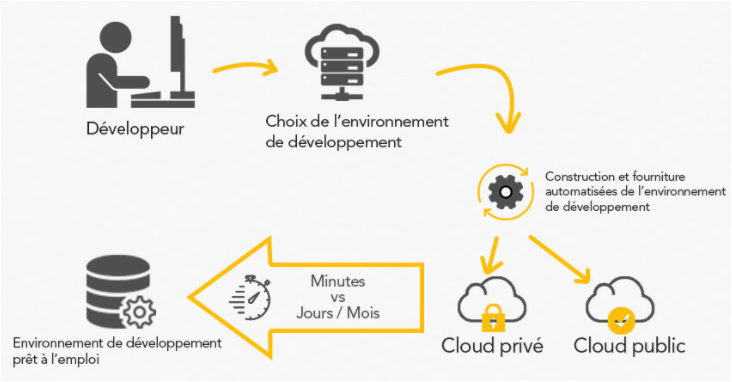 Développeur
Choix de l'environnement
de développement
Construction et fourniture
automatisées de l'environnement
de développement
Cloud privé
Cloud public
Minutes
vs
Jours / Mois
Environnement de développement
prêt à l'emploi